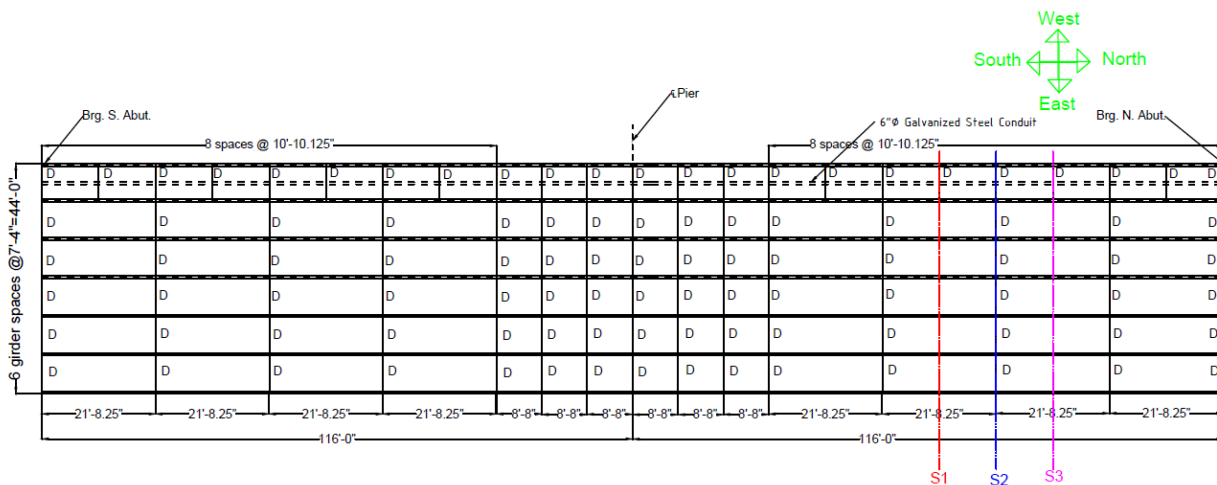 West
South North
East
Brg. S. Abut.
℄Pier
6"Ø Galvanized Steel Conduit
Brg. N. Abut.
8 spaces @ 10'-10.125"
8 spaces @ 10'-10.125"
D D D D D D D D D D D D D D D D D D D D D D D
D D D D D D D D D D D D D D D
D D D D D D D D D D D D D D D
D D D D D D D D D D D D D D D
D D D D D D D D D D D D D D D
D D D D D D D D D D D D D D D
6 girder spaces @7'-4"=44'-0"
21'-8.25" 21'-8.25" 21'-8.25" 21'-8.25" 8'-8" 8'-8" 8'-8" 8'-8" 8'-8" 8'-8" 21'-8.25" 21'-8.25" 21'-8.25" 21'-8.25"
116'-0" 116'-0"
S1 S2 S3